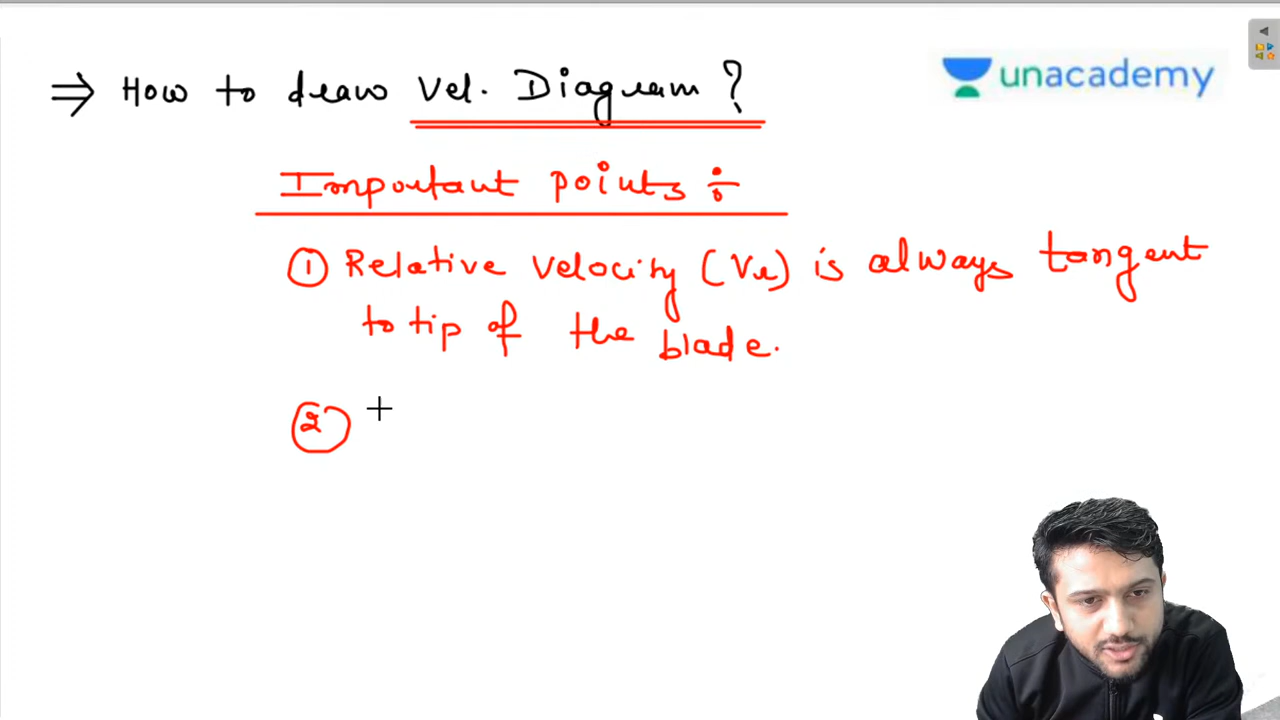 ⇒ How to draw Vel. Diagram ?
unacademy
Important points ÷
① Relative velocity (Vr) is always tangent
to tip of the blade.
②